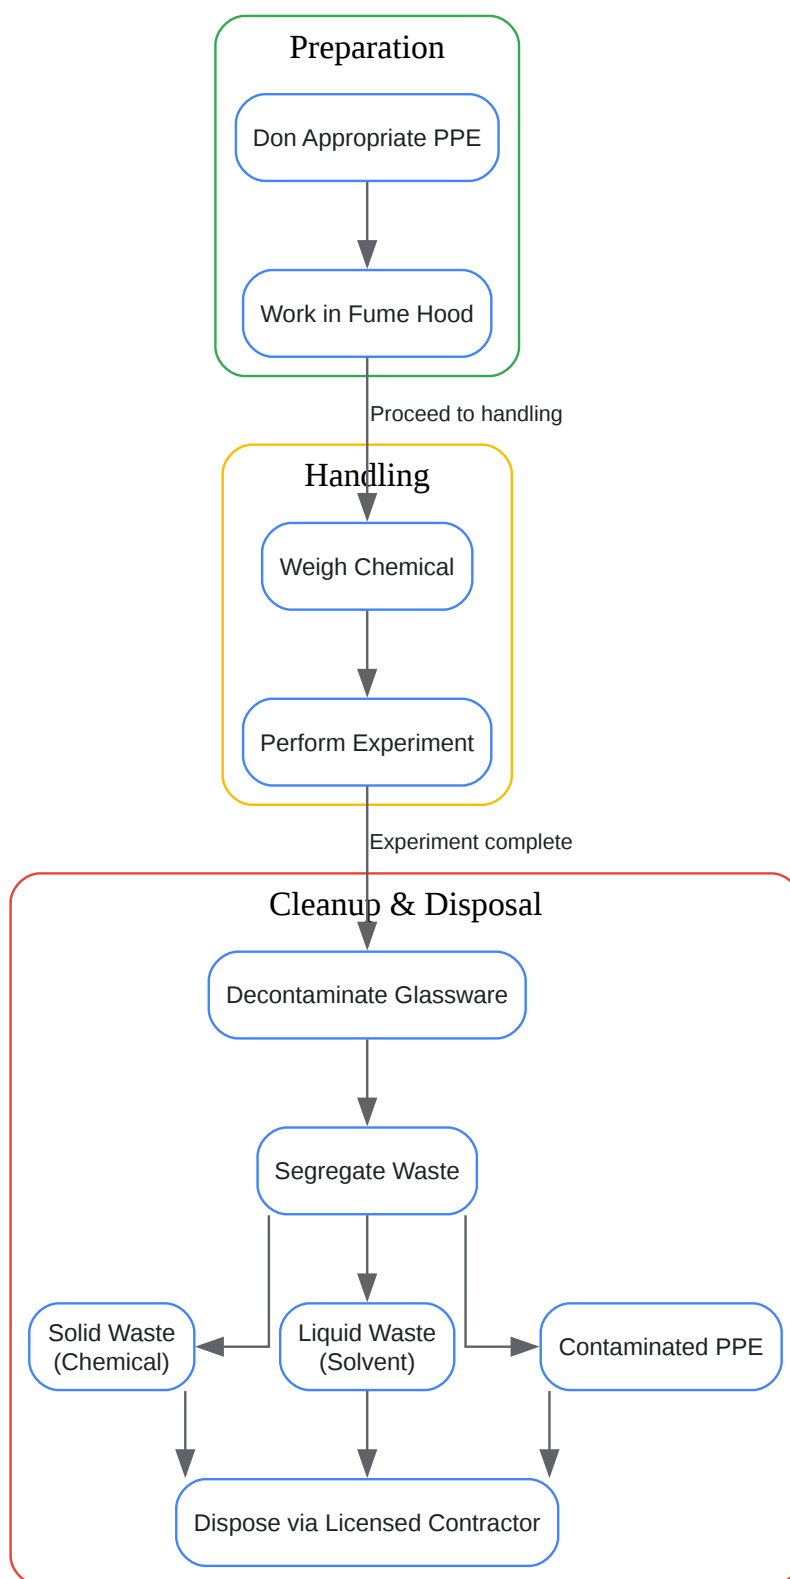 Preparation
Don Appropriate PPE
Work in Fume Hood
Proceed to handling
Handling
Weigh Chemical
Perform Experiment
Experiment complete
Cleanup & Disposal
Decontaminate Glassware
Segregate Waste
Solid Waste
(Chemical)
Liquid Waste
(Solvent)
Contaminated PPE
Dispose via Licensed Contractor